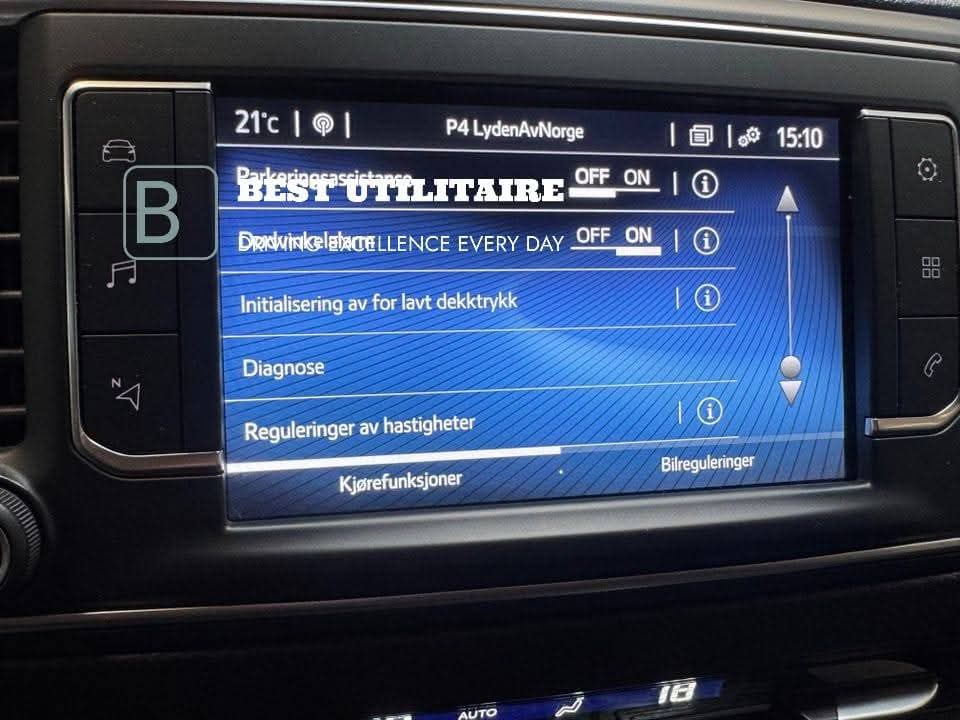 21°C P4 LydenAvNorge 15:10
Parkeringsassistanse OFF ON
B
BEST UTILITAIRE
DRIVING EXCELLENCE EVERY DAY
OFF ON
Initialisering av for lavt dekktrykk
Diagnose
Reguleringer av hastigheter
Kjørefunksjoner Bilreguleringer
N
AUTO 18